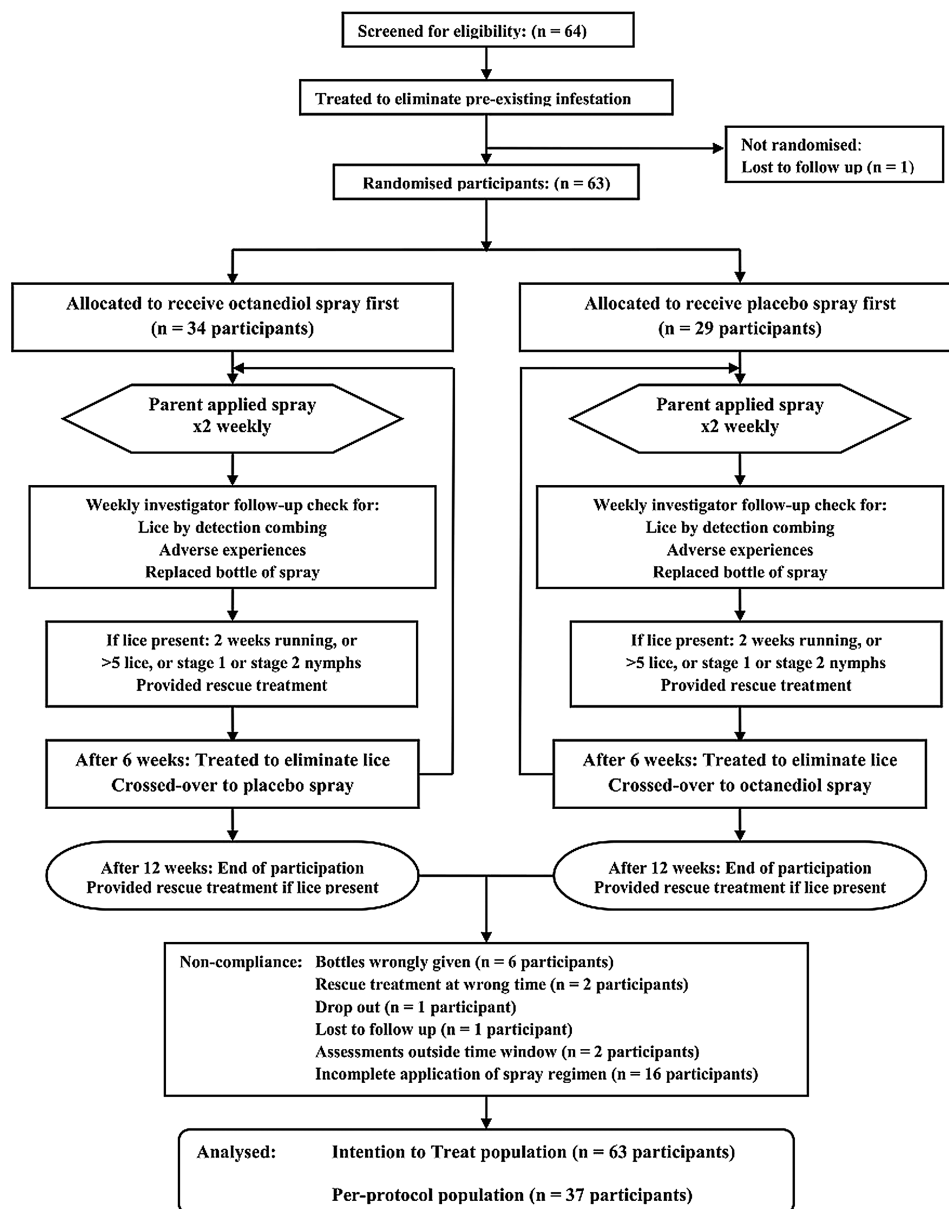 Screened for eligibility: (n = 64)
Treated to eliminate pre-existing infestation
Not randomised:
Lost to follow up (n = 1)
Randomised participants: (n = 63)
Allocated to receive octanediol spray first
(n = 34 participants)
Allocated to receive placebo spray first
(n = 29 participants)
Parent applied spray
x2 weekly
Parent applied spray
x2 weekly
Weekly investigator follow-up check for:
Lice by detection combing
Adverse experiences
Replaced bottle of spray
Weekly investigator follow-up check for:
Lice by detection combing
Adverse experiences
Replaced bottle of spray
If lice present: 2 weeks running, or
>5 lice, or stage 1 or stage 2 nymphs
Provided rescue treatment
If lice present: 2 weeks running, or
>5 lice, or stage 1 or stage 2 nymphs
Provided rescue treatment
After 6 weeks: Treated to eliminate lice
Crossed-over to placebo spray
After 6 weeks: Treated to eliminate lice
Crossed-over to octanediol spray
After 12 weeks: End of participation
Provided rescue treatment if lice present
After 12 weeks: End of participation
Provided rescue treatment if lice present
Non-compliance: Bottles wrongly given (n = 6 participants)
Rescue treatment at wrong time (n = 2 participants)
Drop out (n = 1 participant)
Lost to follow up (n = 1 participant)
Assessments outside time window (n = 2 participants)
Incomplete application of spray regimen (n = 16 participants)
Analysed: Intention to Treat population (n = 63 participants)
Per-protocol population (n = 37 participants)